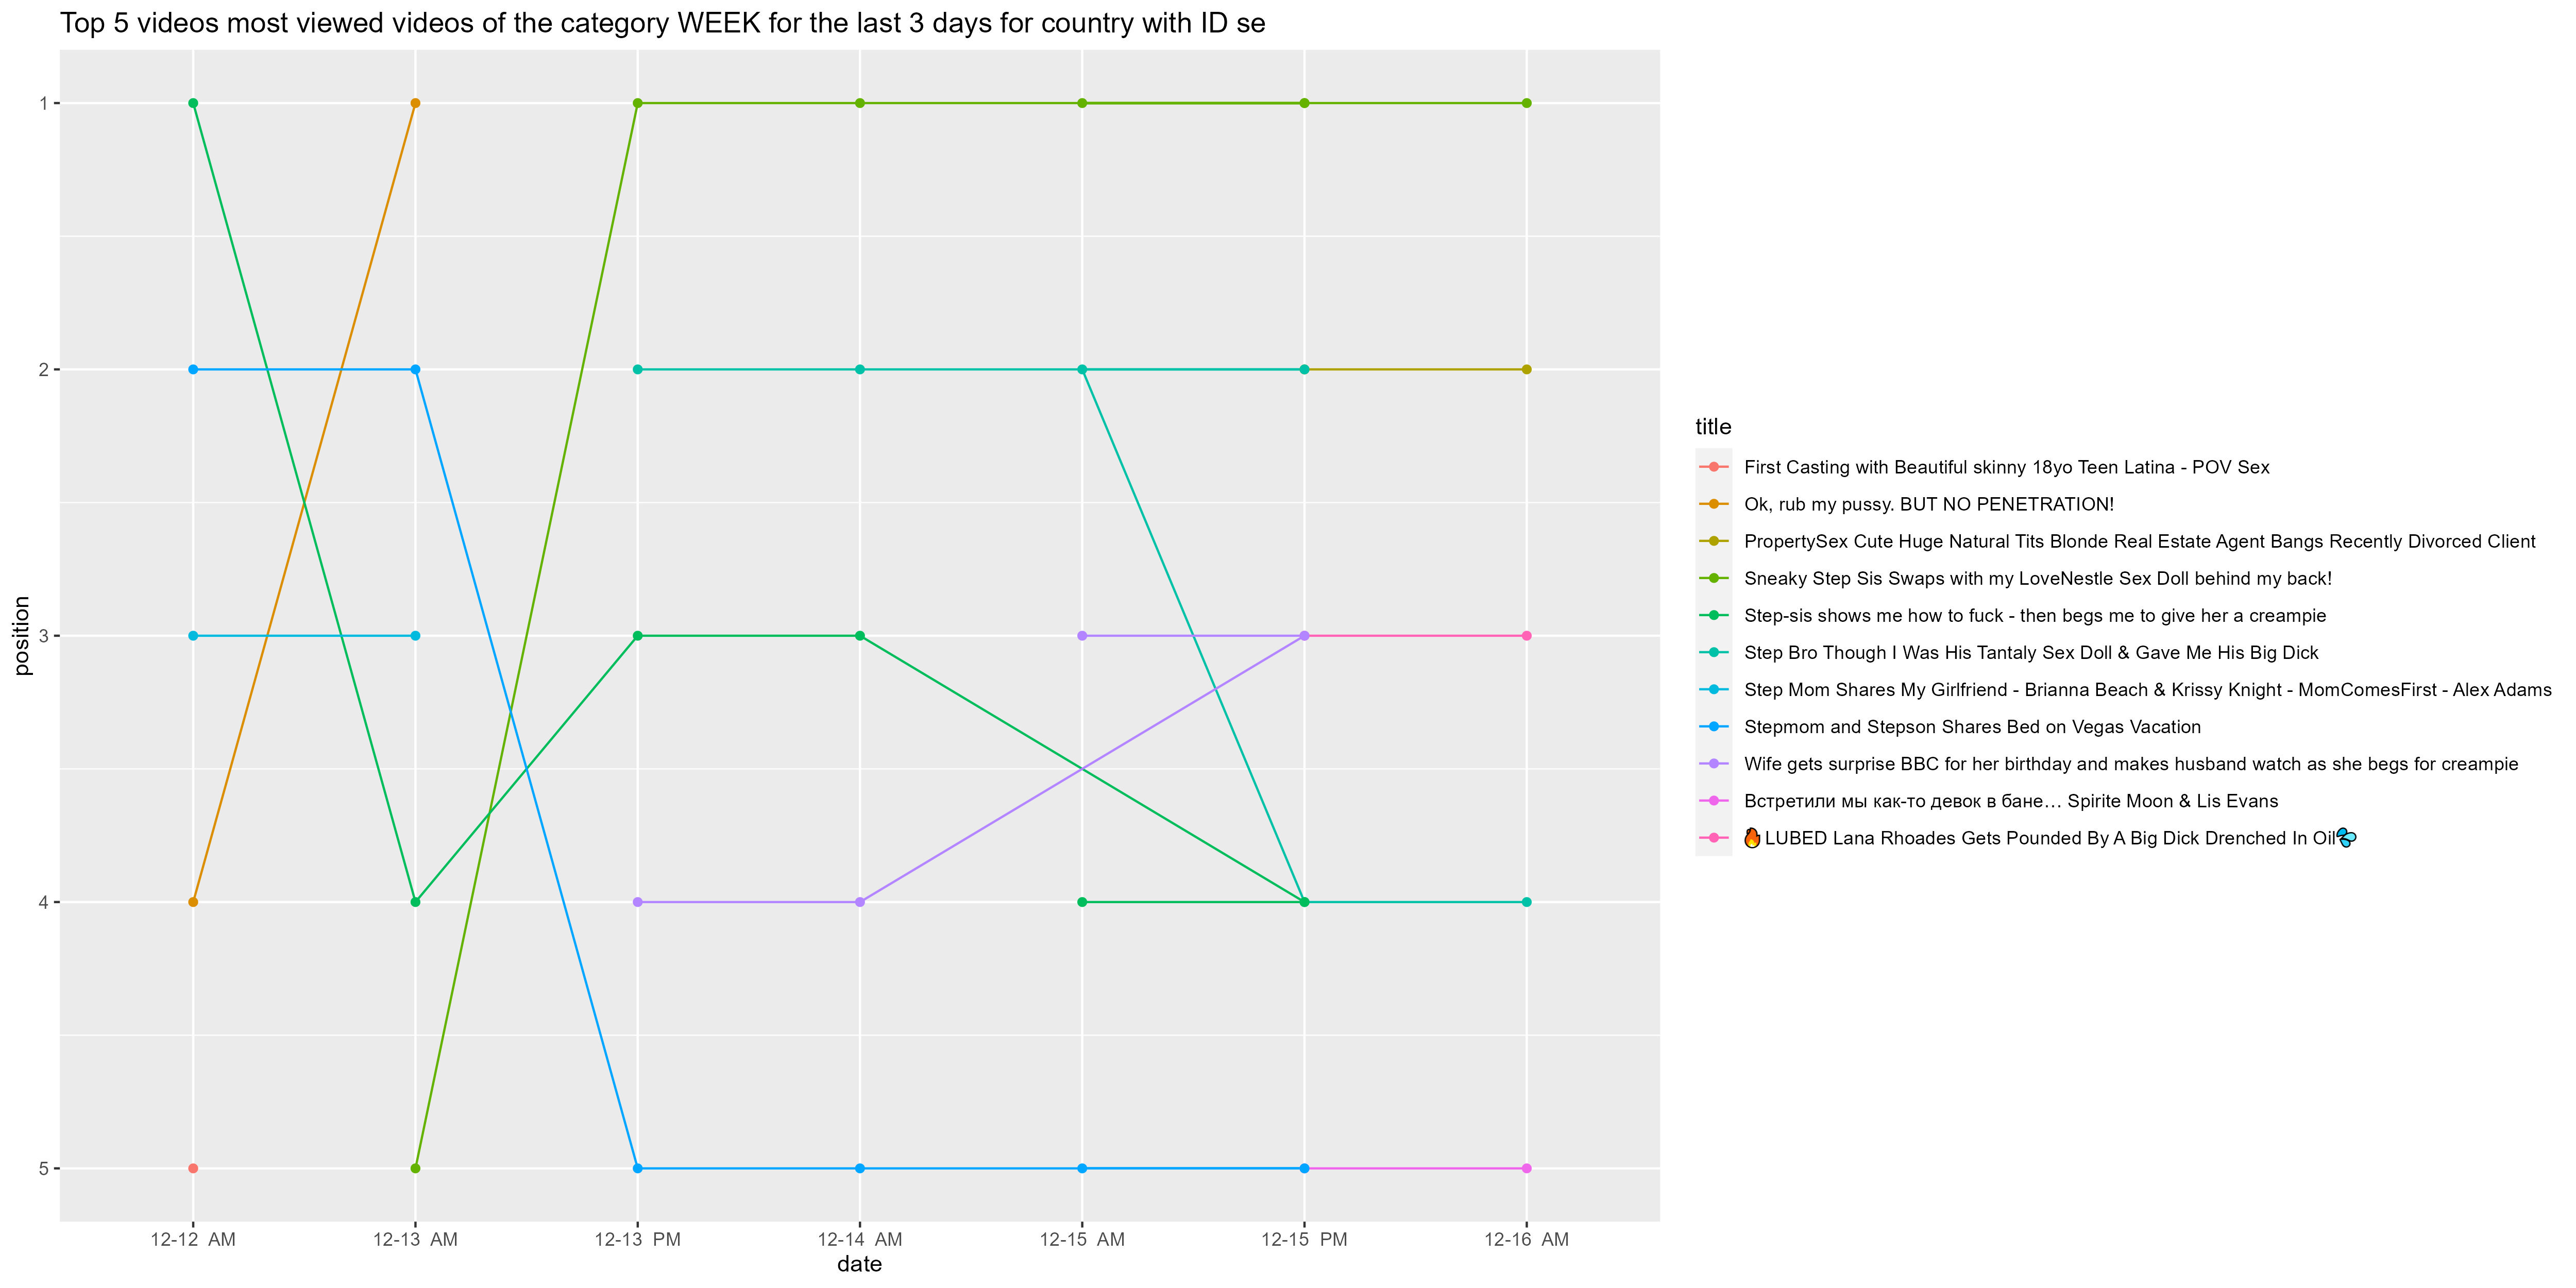 Top 5 videos most viewed videos of the category WEEK for the last 3 days for country with ID se
1
2
3
4
5
position
12-12 AM
12-13 AM
12-13 PM
12-14 AM
12-15 AM
12-15 PM
12-16 AM
date
title
First Casting with Beautiful skinny 18yo Teen Latina - POV Sex
Ok, rub my pussy. BUT NO PENETRATION!
PropertySex Cute Huge Natural Tits Blonde Real Estate Agent Bangs Recently Divorced Client
Sneaky Step Sis Swaps with my LoveNestle Sex Doll behind my back!
Step-sis shows me how to fuck - then begs me to give her a creampie
Step Bro Though I Was His Tantaly Sex Doll & Gave Me His Big Dick
Step Mom Shares My Girlfriend - Brianna Beach & Krissy Knight - MomComesFirst - Alex Adams
Stepmom and Stepson Shares Bed on Vegas Vacation
Wife gets surprise BBC for her birthday and makes husband watch as she begs for creampie
Встретили мы как-то девок в бане… Spirite Moon & Lis Evans
🔥LUBED Lana Rhoades Gets Pounded By A Big Dick Drenched In Oil💦